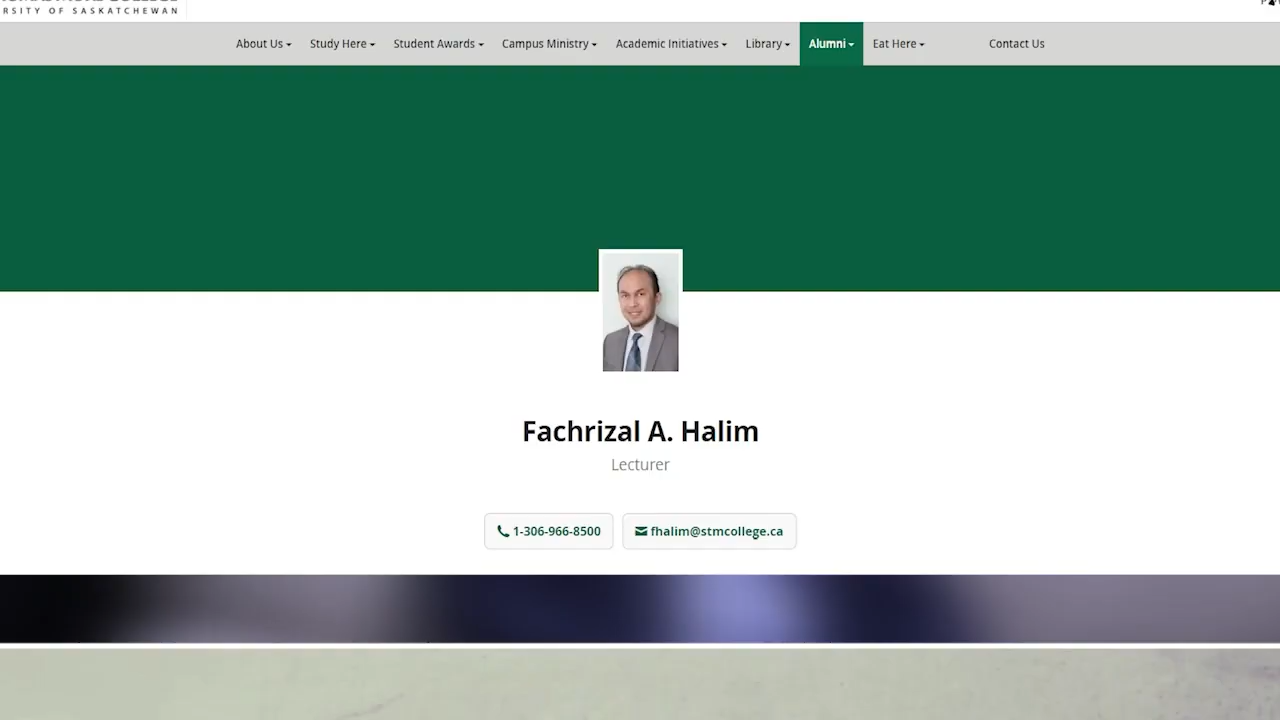 RSITY OF SASKATCHEWAN
About Us Study Here Student Awards Campus Ministry Academic Initiatives Library Alumni Eat Here Contact Us
Fachrizal A. Halim
Lecturer
1-306-966-8500 fhalim@stmcollege.ca